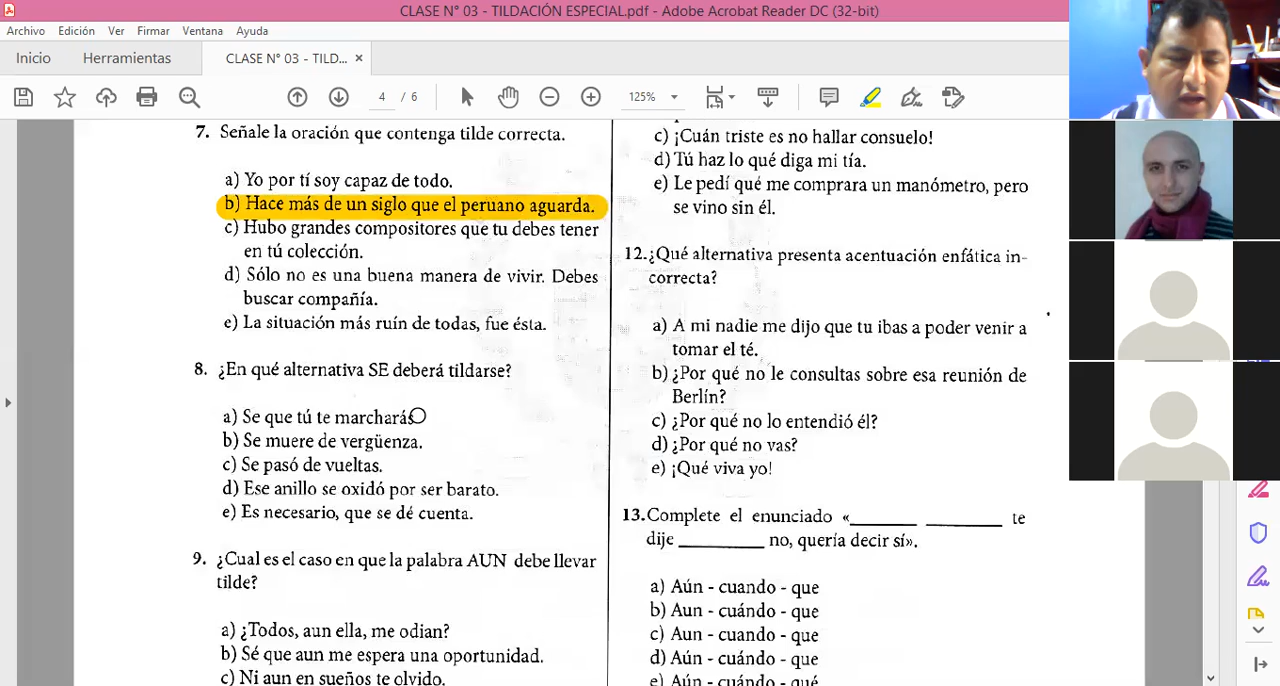 CLASE N° 03 - TILDACIÓN ESPECIAL.pdf - Adobe Acrobat Reader DC (32-bit)
Archivo Edición Ver Firmar Ventana Ayuda
Inicio Herramientas CLASE N° 03 - TILD... ×
4 / 6 125%
7. Señale la oración que contenga tilde correcta.
a) Yo por tí soy capaz de todo.
b) Hace más de un siglo que el peruano aguarda.
c) Hubo grandes compositores que tu debes tener
en tú colección.
d) Sólo no es una buena manera de vivir. Debes
buscar compañía.
e) La situación más ruín de todas, fue ésta.
8. ¿En qué alternativa SE deberá tildarse?
a) Se que tú te marcharás
b) Se muere de vergüenza.
c) Se pasó de vueltas.
d) Ese anillo se oxidó por ser barato.
e) Es necesario, que se dé cuenta.
9. ¿Cual es el caso en que la palabra AUN debe llevar
tilde?
a) ¿Todos, aun ella, me odian?
b) Sé que aun me espera una oportunidad.
c) Ni aun en sueños te olvido.
c) ¡Cuán triste es no hallar consuelo!
d) Tú haz lo qué diga mi tía.
e) Le pedí qué me comprara un manómetro, pero
se vino sin él.
12.¿Qué alternativa presenta acentuación enfática in-
correcta?
a) A mi nadie me dijo que tu ibas a poder venir a
tomar el té.
b) ¿Por qué no le consultas sobre esa reunión de
Berlín?
c) ¿Por qué no lo entendió él?
d) ¿Por qué no vas?
e) ¡Qué viva yo!
13.Complete el enunciado «_______ ________ te
dije _________ no, quería decir sí».
a) Aún - cuando - que
b) Aun - cuándo - que
c) Aun - cuando - que
d) Aún - cuándo - que
e) Aún - cuándo - qué